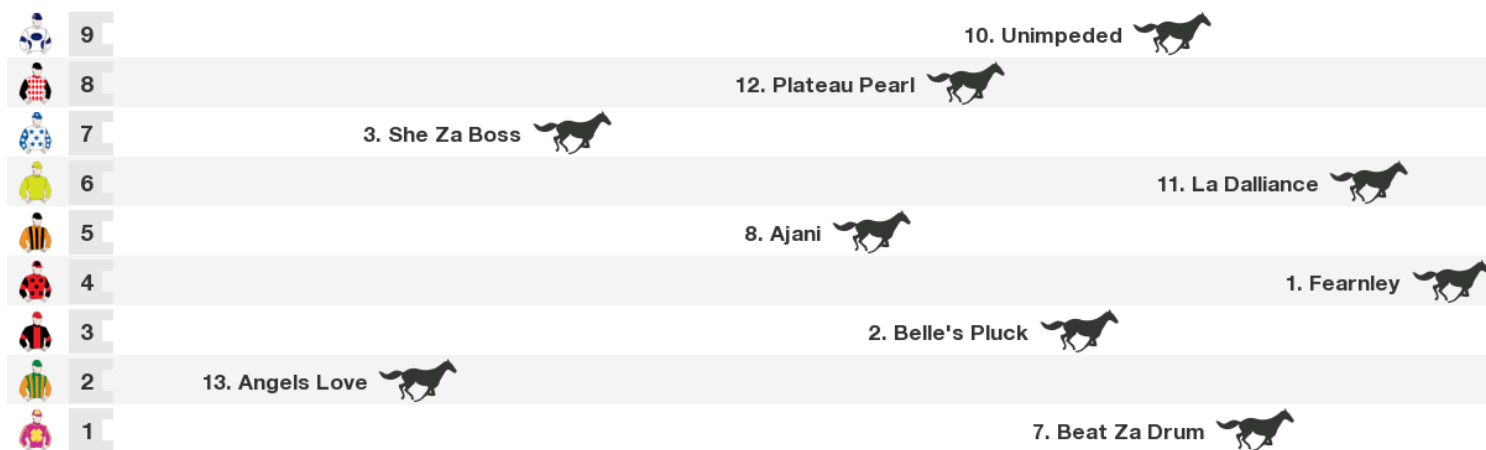 9 10. Unimpeded
8 12. Plateau Pearl
7 3. She Za Boss
6 11. La Dalliance
5 8. Ajani
4 1. Fearnley
3 2. Belle's Pluck
2 13. Angels Love
1 7. Beat Za Drum